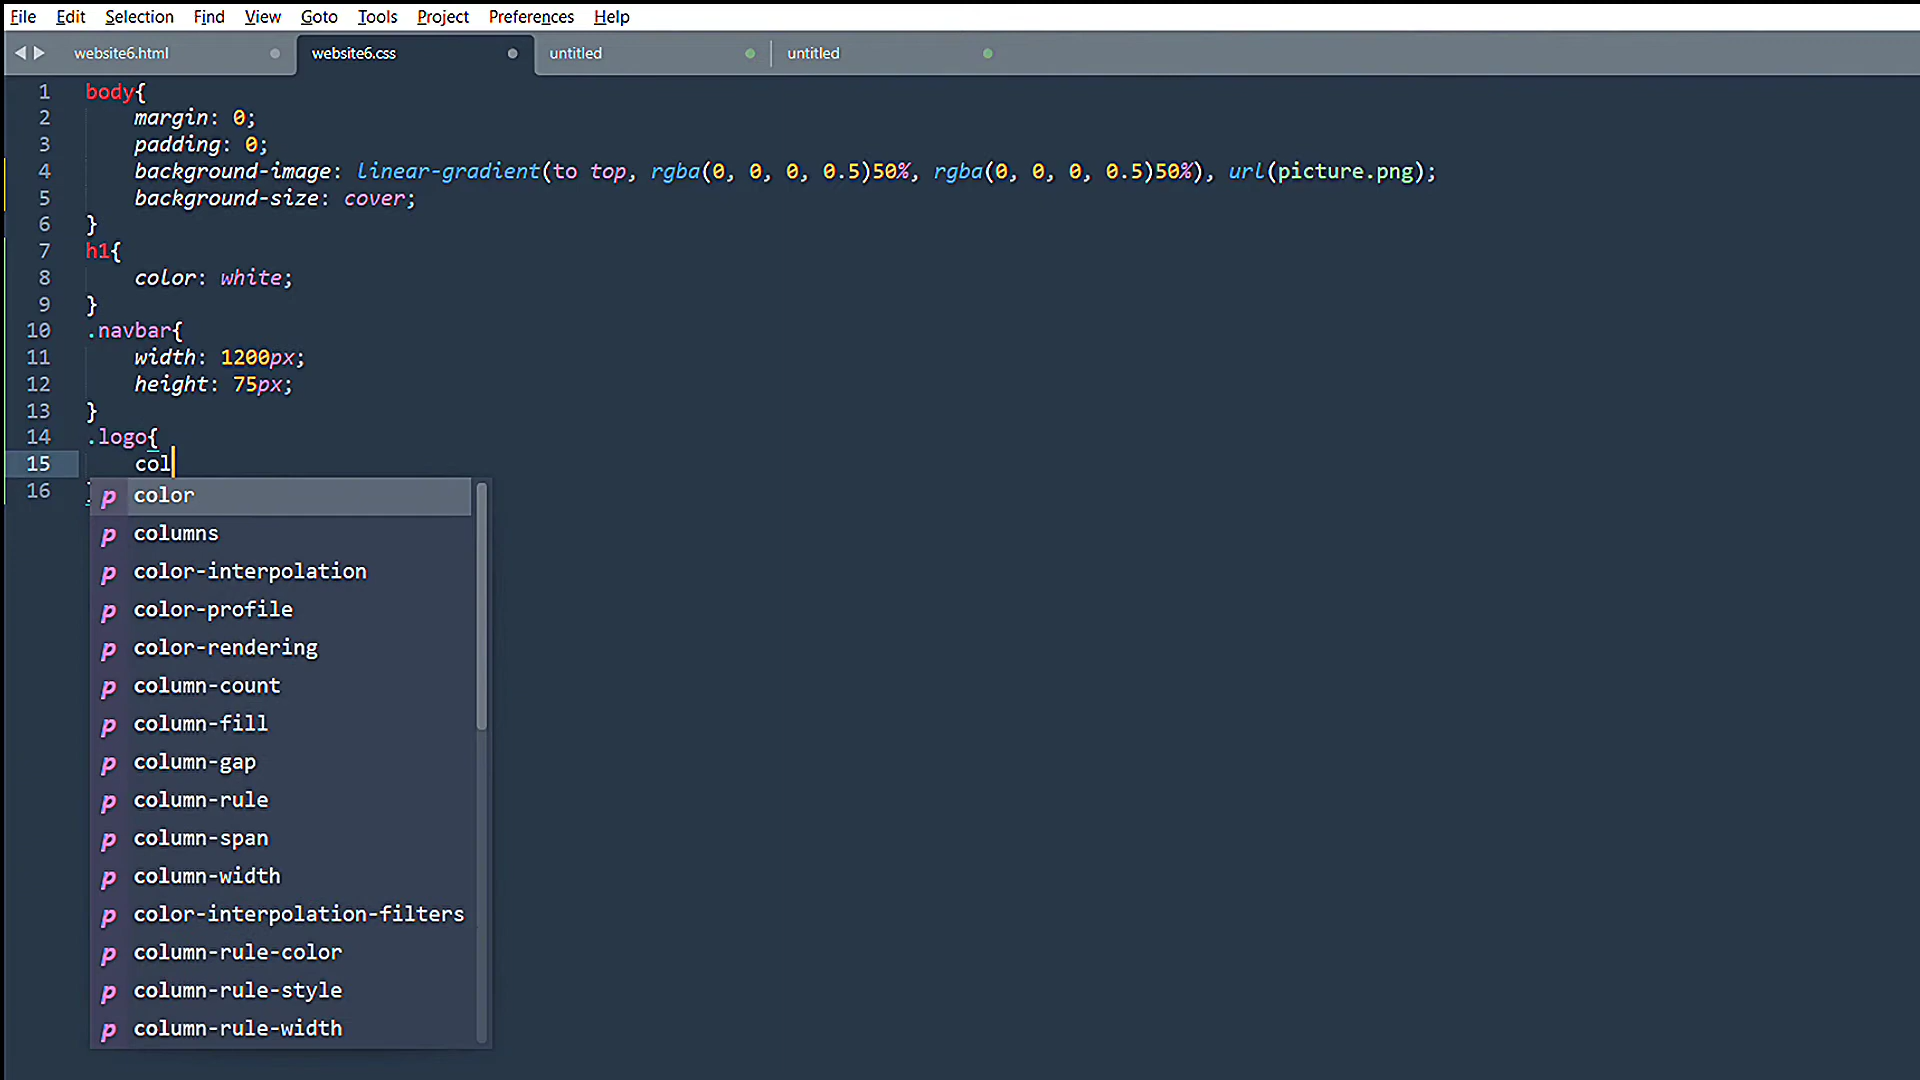 File Edit Selection Find View Goto Tools Project Preferences Help
website6.html website6.css untitled untitled
1 body{
2 margin: 0;
3 padding: 0;
4 background-image: linear-gradient(to top, rgba(0, 0, 0, 0.5)50%, rgba(0, 0, 0, 0.5)50%), url(picture.png);
5 background-size: cover;
6 }
7 h1{
8 color: white;
9 }
10 .navbar{
11 width: 1200px;
12 height: 75px;
13 }
14 .logo{
15 col
16
p color
p columns
p color-interpolation
p color-profile
p color-rendering
p column-count
p column-fill
p column-gap
p column-rule
p column-span
p column-width
p color-interpolation-filters
p column-rule-color
p column-rule-style
p column-rule-width